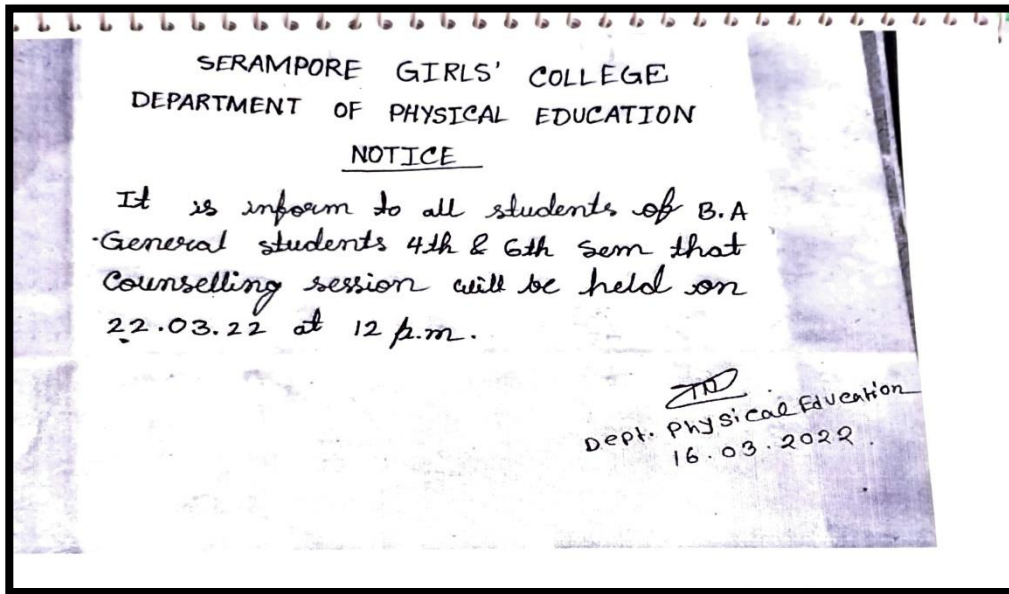 SERAMPORE GIRLS' COLLEGE
DEPARTMENT OF PHYSICAL EDUCATION
NOTICE
It is inform to all students of B.A
General students 4th & 6th Sem that
Counselling session will be held on
22.03.22 at 12 p.m.
Dept. Physical Education
16.03.2022.